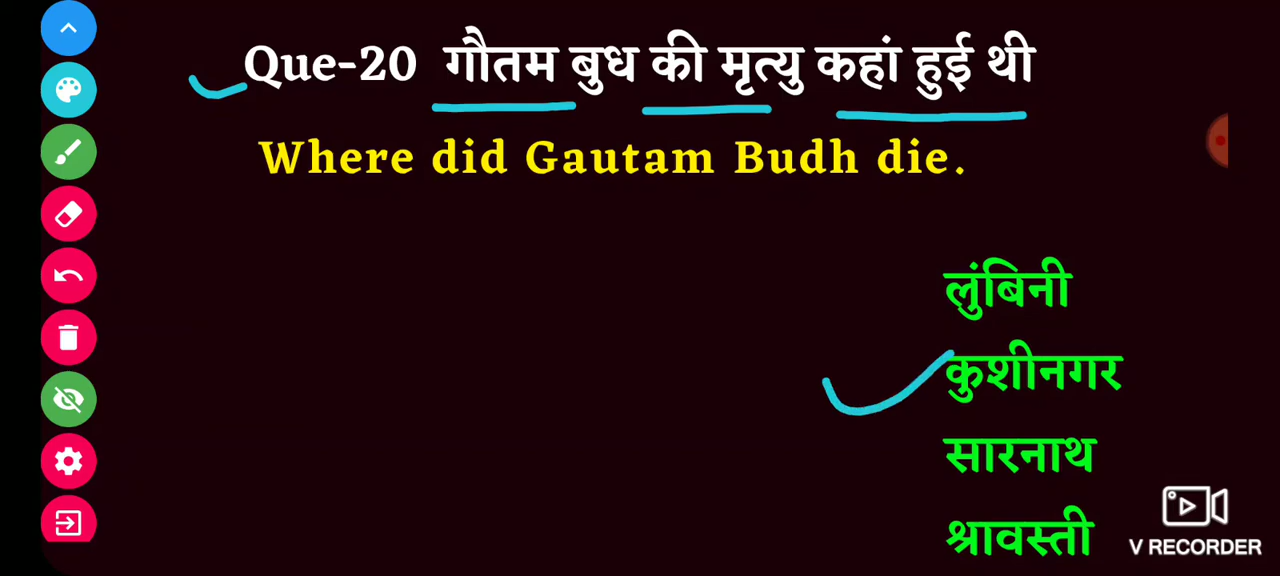 Que-20 गौतम बुध की मृत्यु कहां हुई थी
Where did Gautam Budh die.
लुंबिनी
कुशीनगर
सारनाथ
श्रावस्ती
V RECORDER